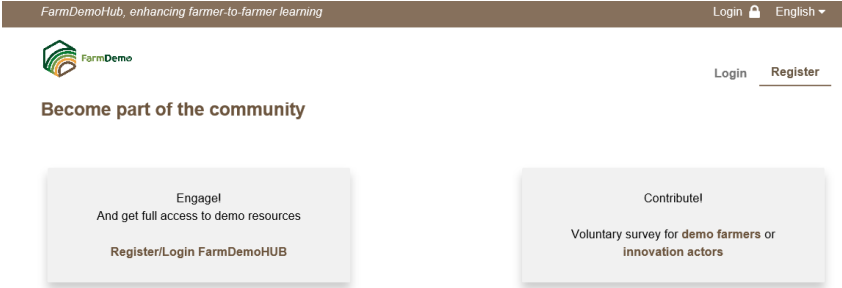 FarmDemoHub, enhancing farmer-to-farmer learning
Login English
FarmDemo
Login Register
Become part of the community
Engage!
And get full access to demo resources
Register/Login FarmDemoHUB
Contribute!
Voluntary survey for demo farmers or
innovation actors